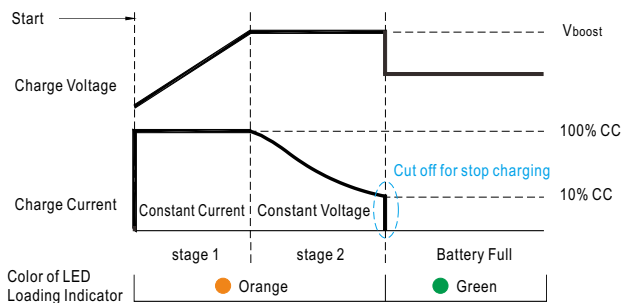 Start
Vboost
Charge Voltage
100% CC
Cut off for stop charging
10% CC
Charge Current
Constant Current
Constant Voltage
stage 1
stage 2
Battery Full
Color of LED
Loading Indicator
Orange
Green